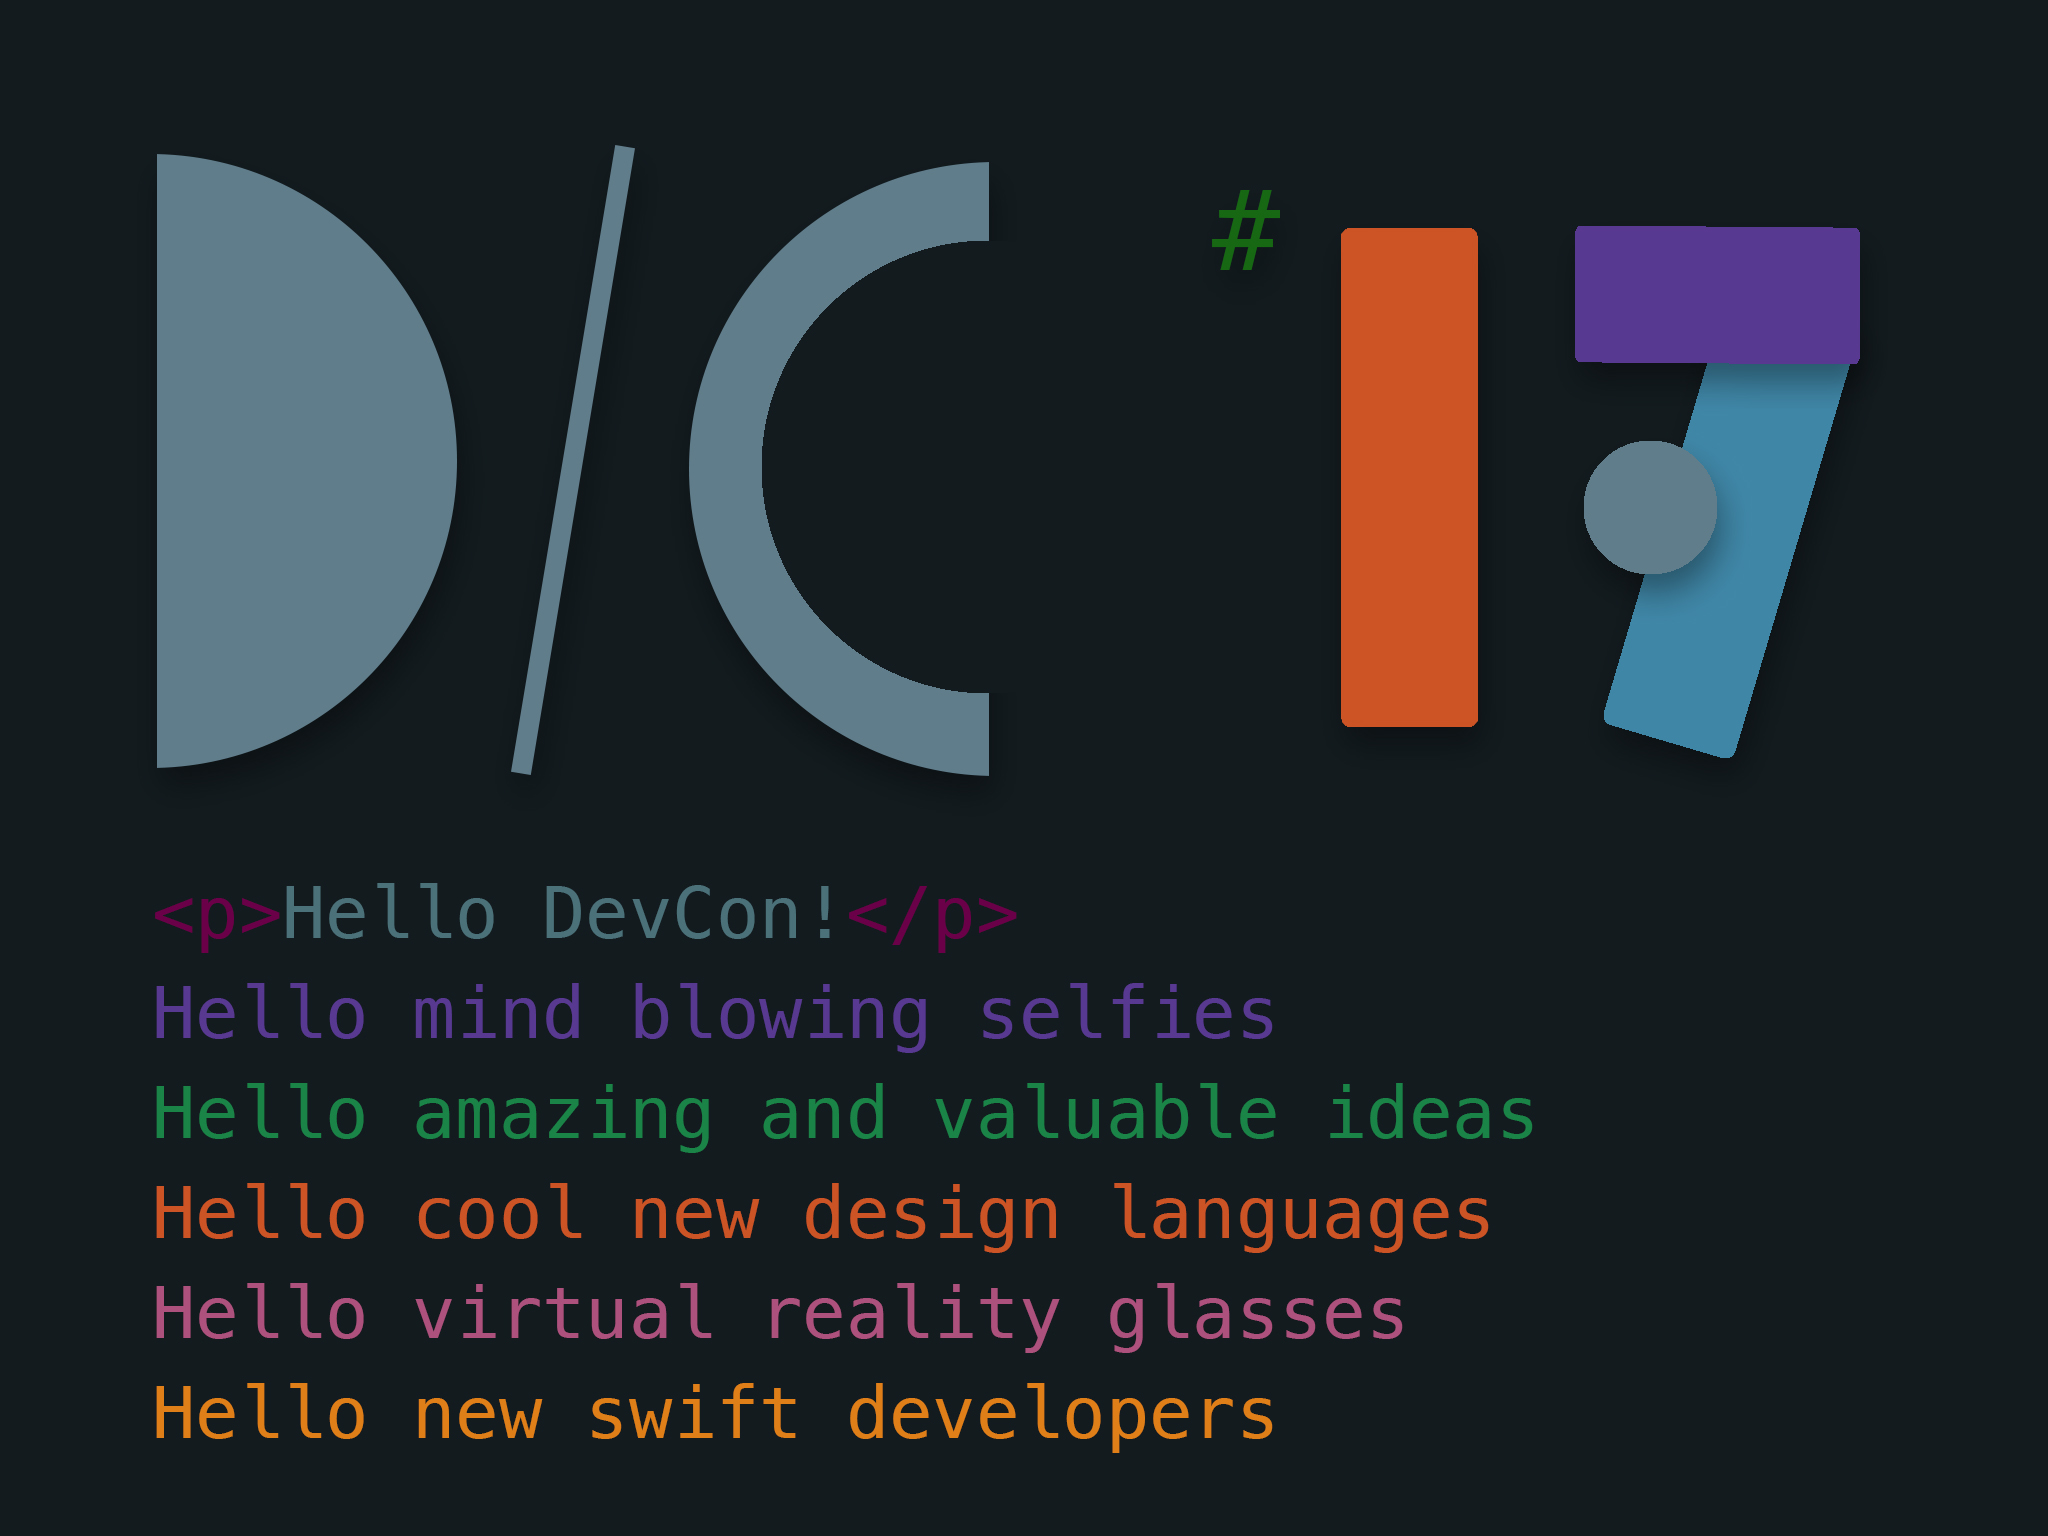 D/C #17
<p>Hello DevCon!</p>
Hello mind blowing selfies
Hello amazing and valuable ideas
Hello cool new design languages
Hello virtual reality glasses
Hello new swift developers